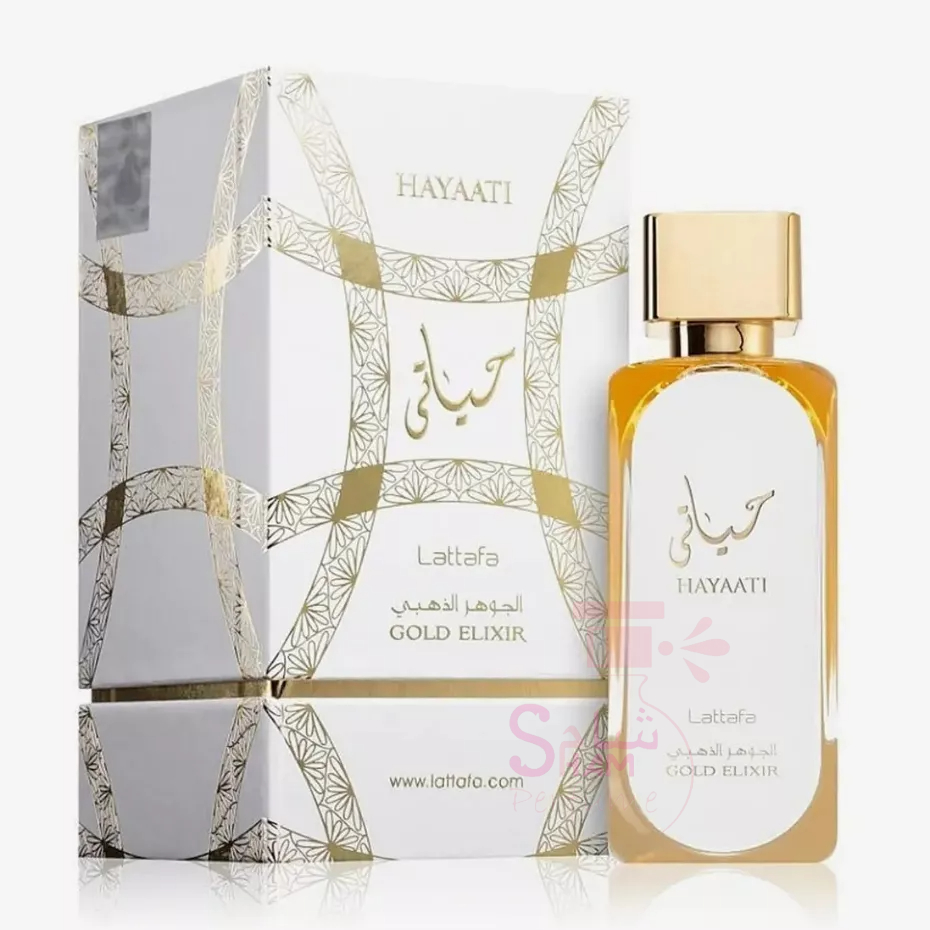 HAYAATI
حياتي
Lattafa
الجوهر الذهبي
GOLD ELIXIR
www.lattafa.com
حياتي
HAYAATI
Lattafa
الجوهر الذهبي
GOLD ELIXIR